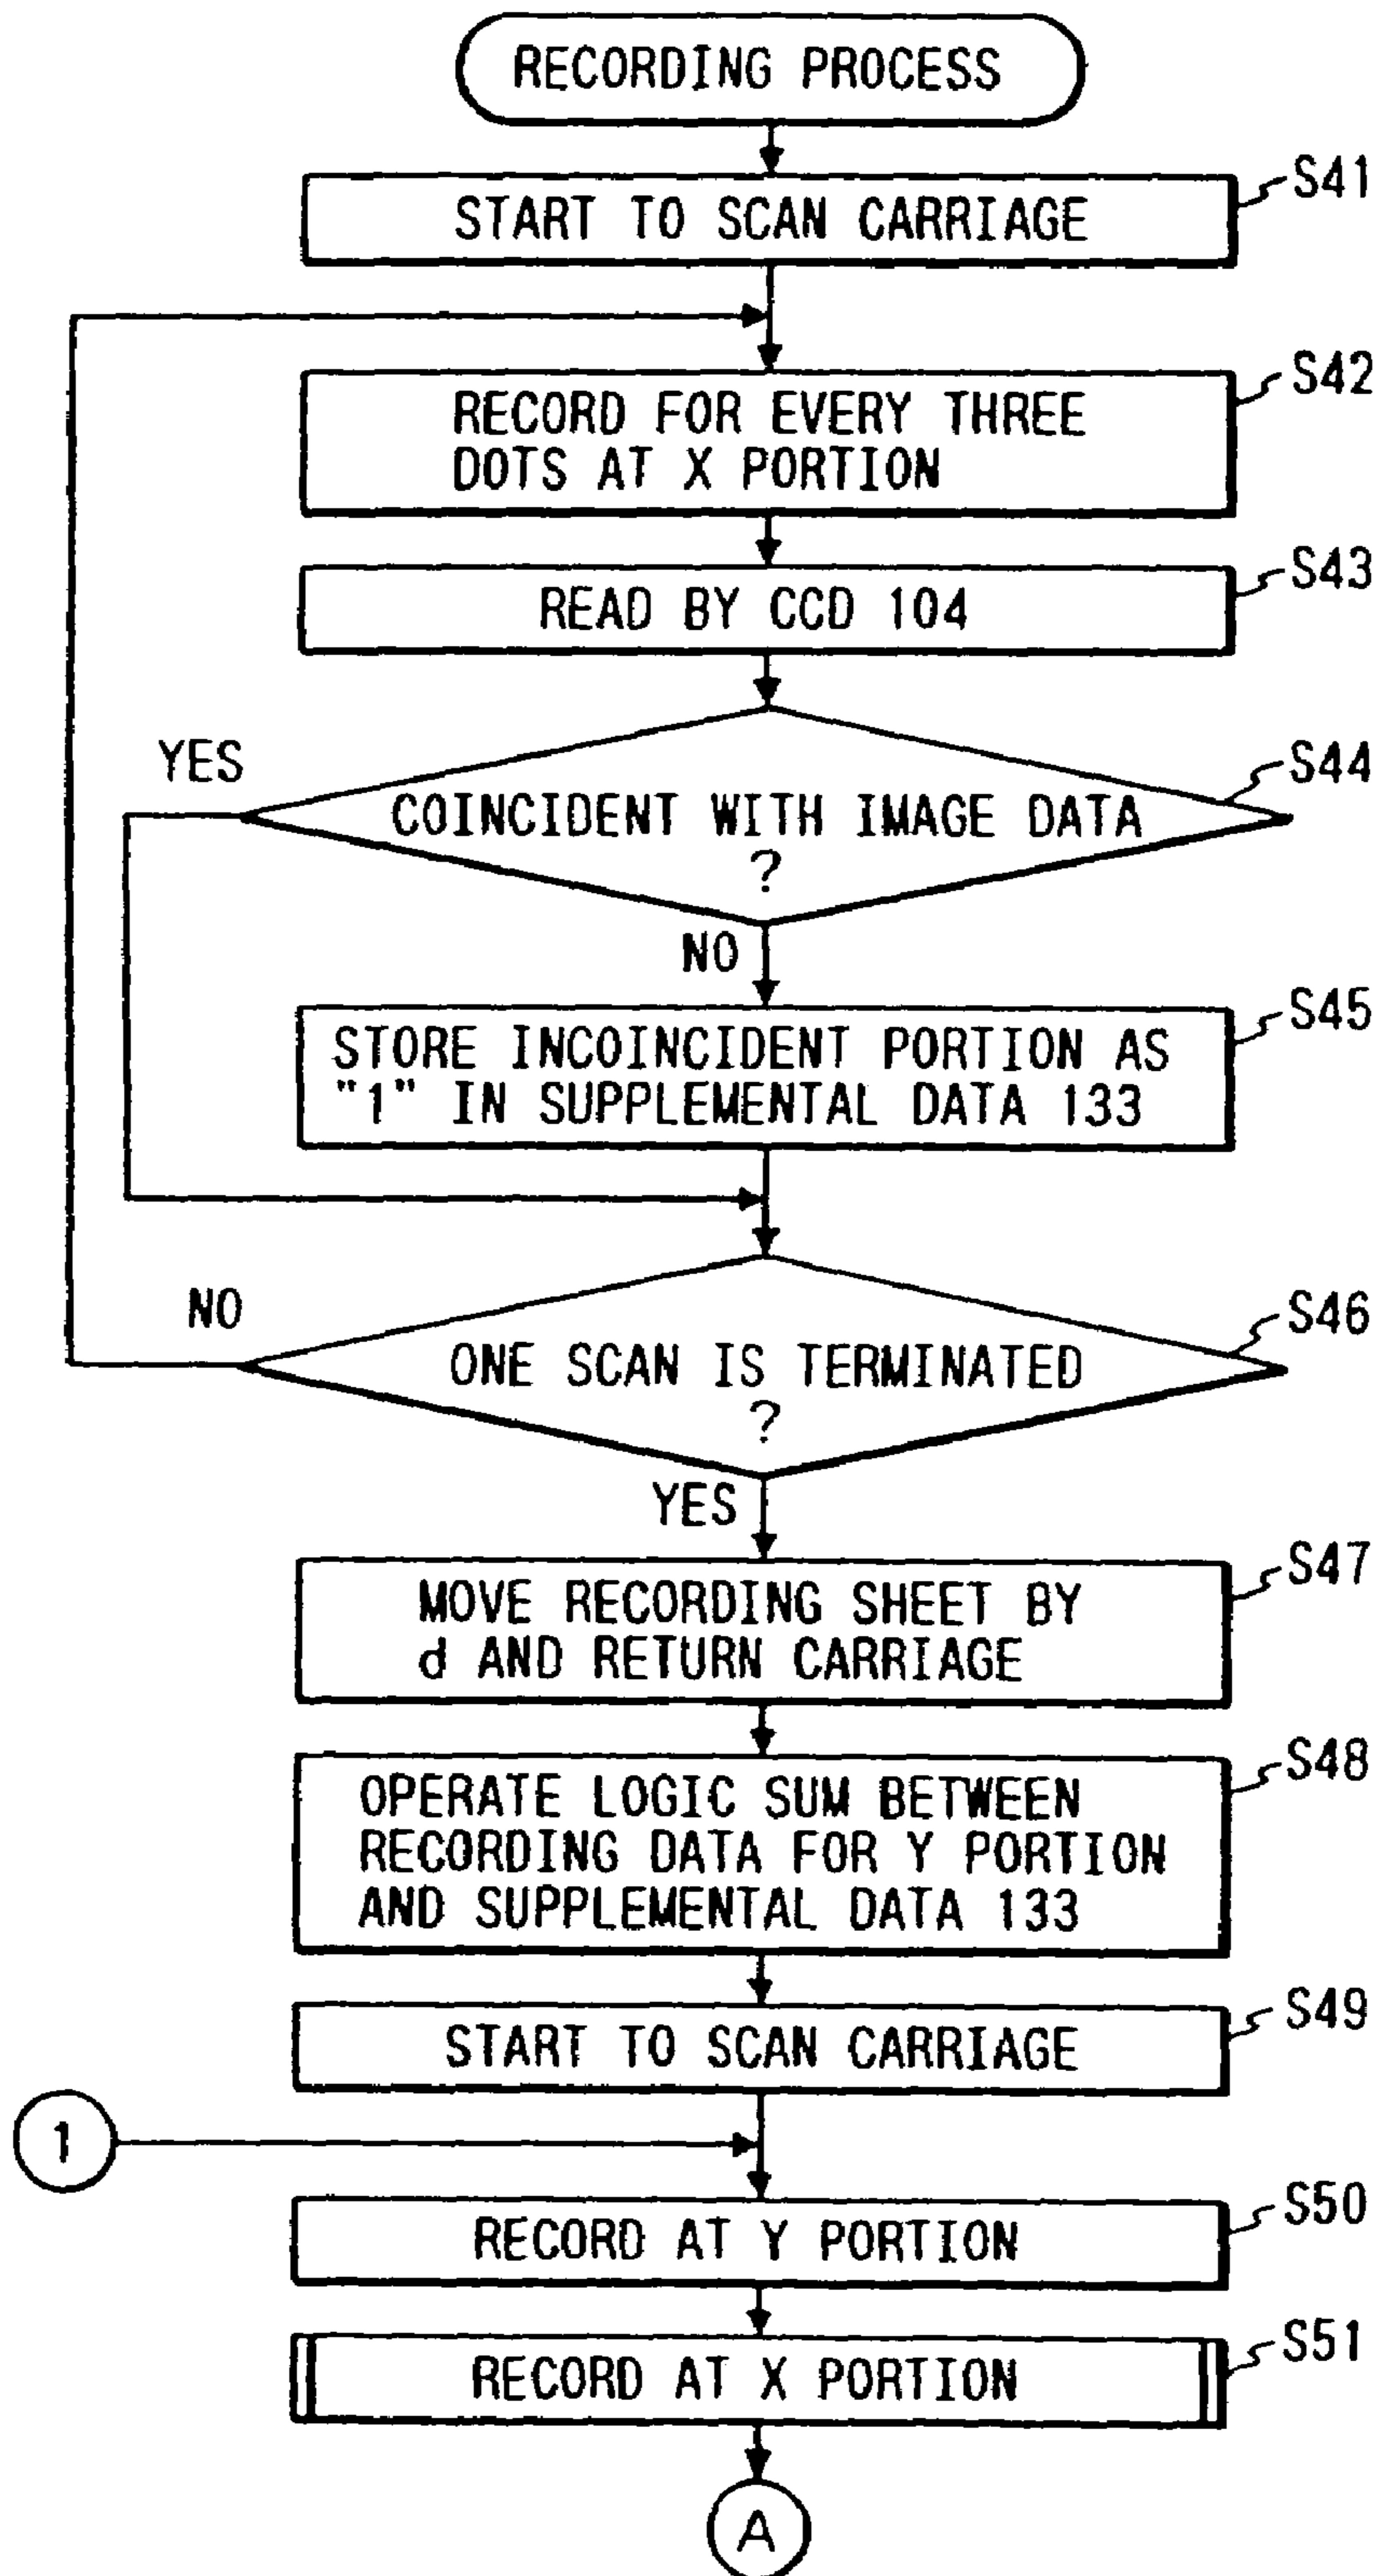 RECORDING PROCESS
START TO SCAN CARRIAGE
S41
RECORD FOR EVERY THREE
DOTS AT X PORTION
S42
READ BY CCD 104
S43
YES
COINCIDENT WITH IMAGE DATA
?
S44
NO
STORE INCOINCIDENT PORTION AS
"1" IN SUPPLEMENTAL DATA 133
S45
NO
ONE SCAN IS TERMINATED
?
S46
YES
MOVE RECORDING SHEET BY
d AND RETURN CARRIAGE
S47
OPERATE LOGIC SUM BETWEEN
RECORDING DATA FOR Y PORTION
AND SUPPLEMENTAL DATA 133
S48
START TO SCAN CARRIAGE
S49
1
RECORD AT Y PORTION
S50
RECORD AT X PORTION
S51
A